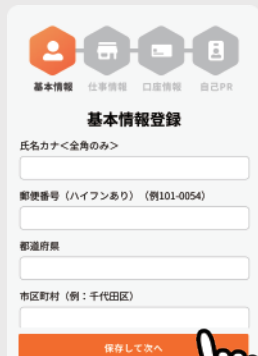 基本情報 仕事情報 口座情報 自己PR
基本情報登録
氏名カナ<全角のみ>
郵便番号（ハイフンあり）（例101-0054）
都道府県
市区町村（例：千代田区）
保存して次へ